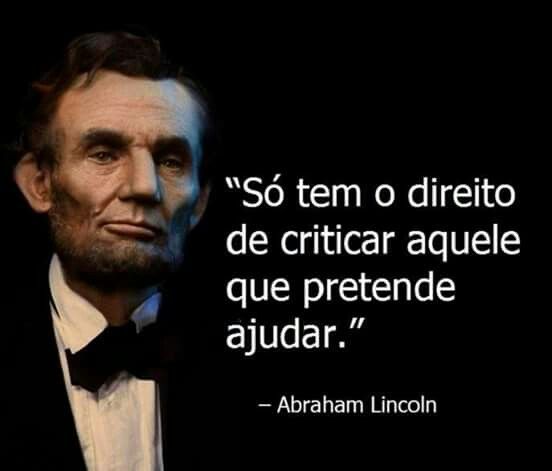 “Só tem o direito
de criticar aquele
que pretende
ajudar.”
– Abraham Lincoln